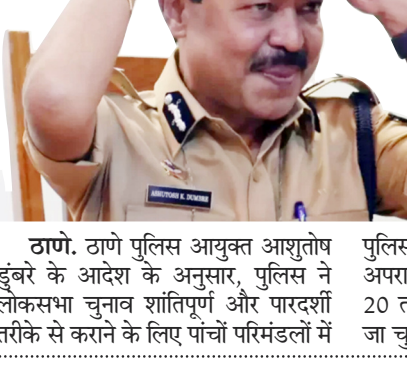 ASHUTOSH K. DUMBRE
ठाणे. ठाणे पुलिस आयुक्त आशुतोष
डुंबरे के आदेश के अनुसार, पुलिस ने
लोकसभा चुनाव शांतिपूर्ण और पारदर्शी
तरीके से कराने के लिए पांचों परिमंडलों में
पुलिस
अपरा
20 त
जा चु